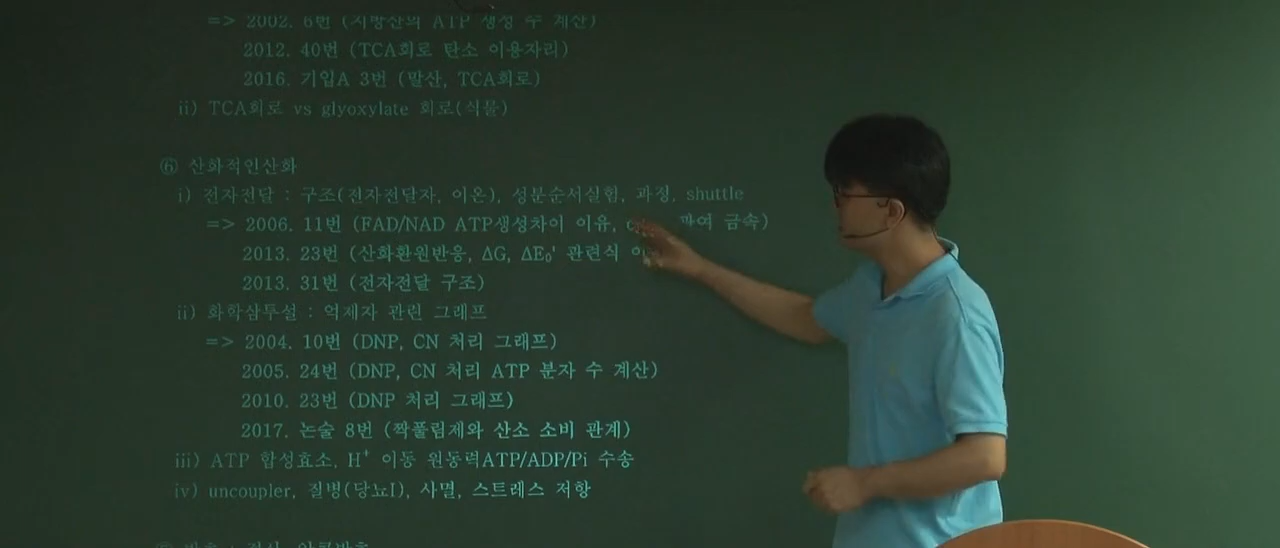 => 2002. 6번 (지방산의 ATP 생성 수 계산)
2012. 40번 (TCA회로 탄소 이용자리)
2016. 기입A 3번 (말산, TCA회로)
ii) TCA회로 vs glyoxylate 회로(식물)
⑥ 산화적인산화
i) 전자전달 : 구조(전자전달자, 이온), 성분순서실험, 과정, shuttle
=> 2006. 11번 (FAD/NAD ATP생성차이 이유, 관여 금속)
2013. 23번 (산화환원반응, ΔG, ΔE₀' 관련식
2013. 31번 (전자전달 구조)
ii) 화학삼투설 : 억제자 관련 그래프
=> 2004. 10번 (DNP, CN 처리 그래프)
2005. 24번 (DNP, CN 처리 ATP 분자 수 계산)
2010. 23번 (DNP 처리 그래프)
2017. 논술 8번 (짝풀림제와 산소 소비 관계)
iii) ATP 합성효소, H⁺ 이동 원동력ATP/ADP/Pi 수송
iv) uncoupler, 질병(당뇨I), 사멸, 스트레스 저항